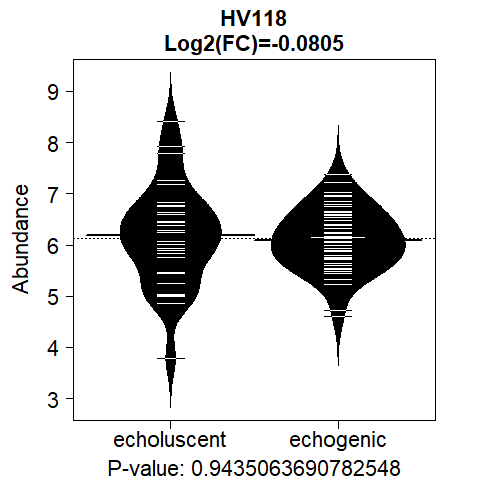 HV118
Log2(FC)=-0.0805
9
8
7
6
5
4
3
Abundance
echoluscent echogenic
P-value: 0.9435063690782548